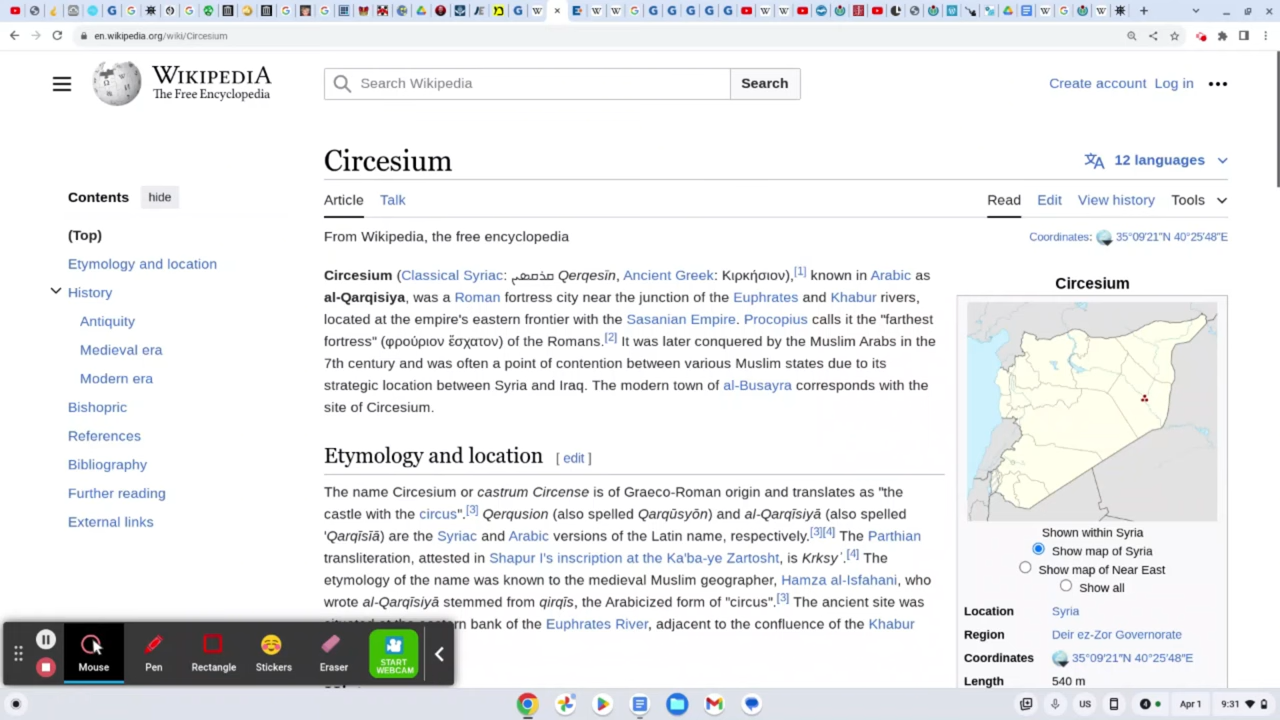 en.wikipedia.org/wiki/Circesium
WIKIPEDIA
The Free Encyclopedia
Search Wikipedia
Search
Create account Log in
Circesium
12 languages
Contents hide
Article Talk
Read Edit View history Tools
(Top)
From Wikipedia, the free encyclopedia
Coordinates: 35°09′21″N 40°25′48″E
Etymology and location
History
Antiquity
Medieval era
Modern era
Bishopric
References
Bibliography
Further reading
External links
Circesium (Classical Syriac: Qerqesīn, Ancient Greek: Κιρκήσιον),[1] known in Arabic as
al-Qarqisiya, was a Roman fortress city near the junction of the Euphrates and Khabur rivers,
located at the empire's eastern frontier with the Sasanian Empire. Procopius calls it the "farthest
fortress" (φρούριον ἔσχατον) of the Romans.[2] It was later conquered by the Muslim Arabs in the
7th century and was often a point of contention between various Muslim states due to its
strategic location between Syria and Iraq. The modern town of al-Busayra corresponds with the
site of Circesium.
Etymology and location [ edit ]
The name Circesium or castrum Circense is of Graeco-Roman origin and translates as "the
castle with the circus".[3] Qerqusion (also spelled Qarqūsyōn) and al-Qarqīsiyā (also spelled
'Qarqīsīā) are the Syriac and Arabic versions of the Latin name, respectively.[3][4] The Parthian
transliteration, attested in Shapur I's inscription at the Ka'ba-ye Zartosht, is Krksyʾ.[4] The
etymology of the name was known to the medieval Muslim geographer, Hamza al-Isfahani, who
wrote al-Qarqīsiyā stemmed from qirqīs, the Arabicized form of "circus".[3] The ancient site was
bank of the Euphrates River, adjacent to the confluence of the Khabur
Circesium
Shown within Syria
Show map of Syria
Show map of Near East
Show all
Location Syria
Region Deir ez-Zor Governorate
Coordinates 35°09′21″N 40°25′48″E
Length 540 m
Mouse
Pen
Rectangle
Stickers
Eraser
START
WEBCAM
US
4
Apr 1
9:31